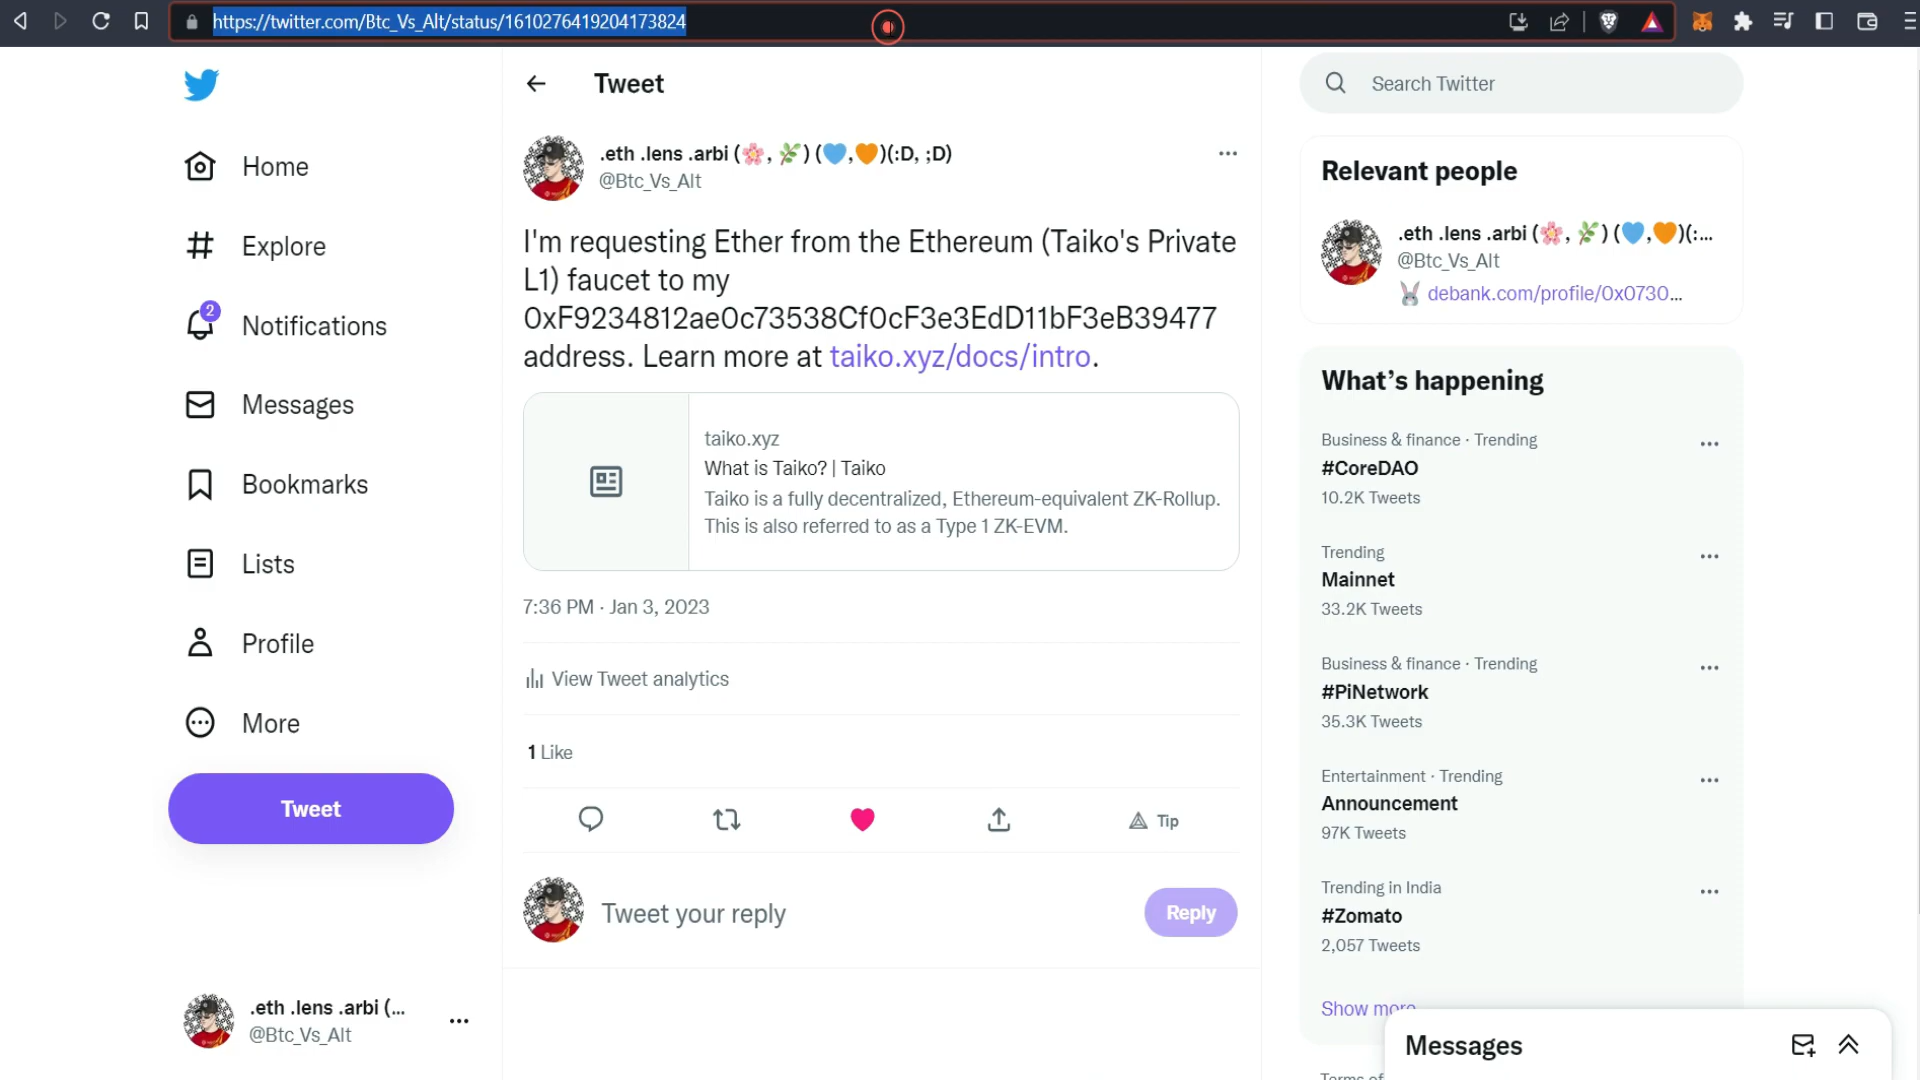 https://twitter.com/Btc_Vs_Alt/status/1610276419204173824
Home
Explore
2
Notifications
Messages
Bookmarks
Lists
Profile
More
Tweet
.eth .lens .arbi (...
@Btc_Vs_Alt
Tweet
.eth .lens .arbi (🌸, 🌿) (💙,🧡)(:D, ;D)
@Btc_Vs_Alt
I'm requesting Ether from the Ethereum (Taiko's Private
L1) faucet to my
0xF9234812ae0c73538Cf0cF3e3EdD11bF3eB39477
address. Learn more at taiko.xyz/docs/intro.
taiko.xyz
What is Taiko? | Taiko
Taiko is a fully decentralized, Ethereum-equivalent ZK-Rollup.
This is also referred to as a Type 1 ZK-EVM.
7:36 PM · Jan 3, 2023
View Tweet analytics
1 Like
Tip
Tweet your reply
Reply
Search Twitter
Relevant people
.eth .lens .arbi (🌸, 🌿) (💙,🧡)(:...
@Btc_Vs_Alt
🐰 debank.com/profile/0x0730...
What's happening
Business & finance · Trending
#CoreDAO
10.2K Tweets
Trending
Mainnet
33.2K Tweets
Business & finance · Trending
#PiNetwork
35.3K Tweets
Entertainment · Trending
Announcement
97K Tweets
Trending in India
#Zomato
2,057 Tweets
Show more
Messages
Terms of